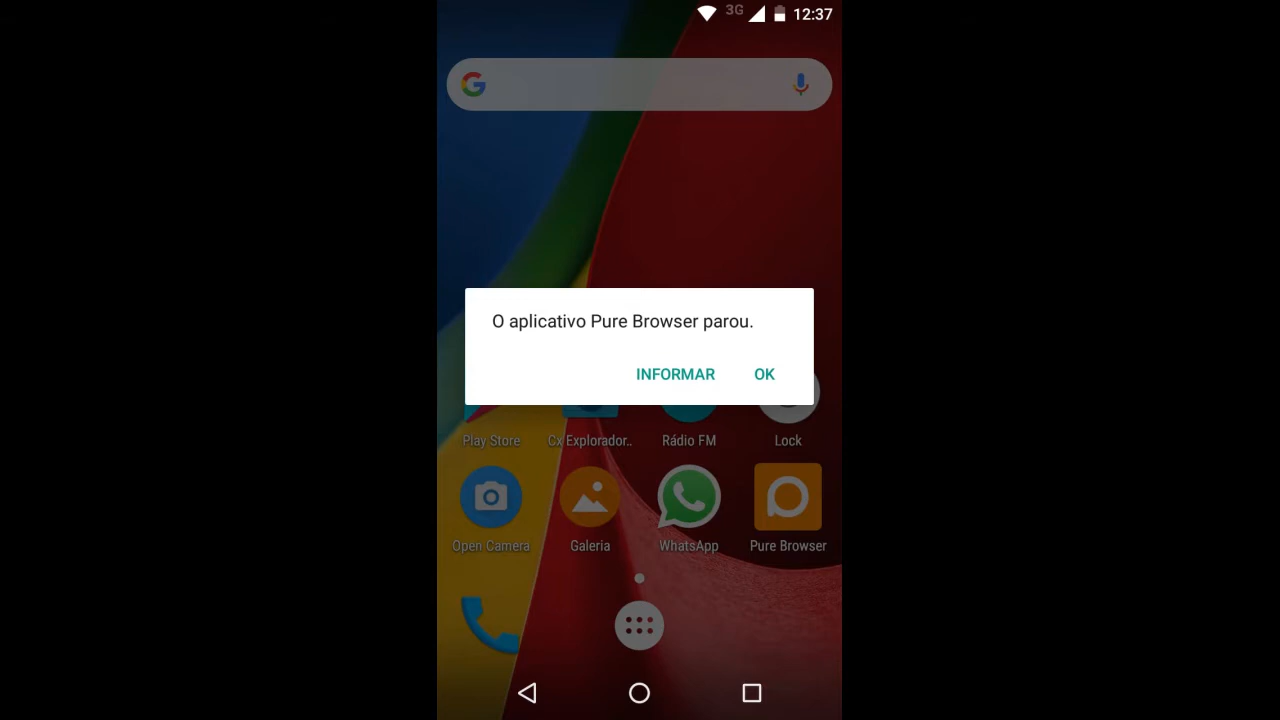 3G 12:37
O aplicativo Pure Browser parou.
INFORMAR OK
Play Store Cx Explorador.. Rádio FM Lock
Open Camera Galeria WhatsApp Pure Browser